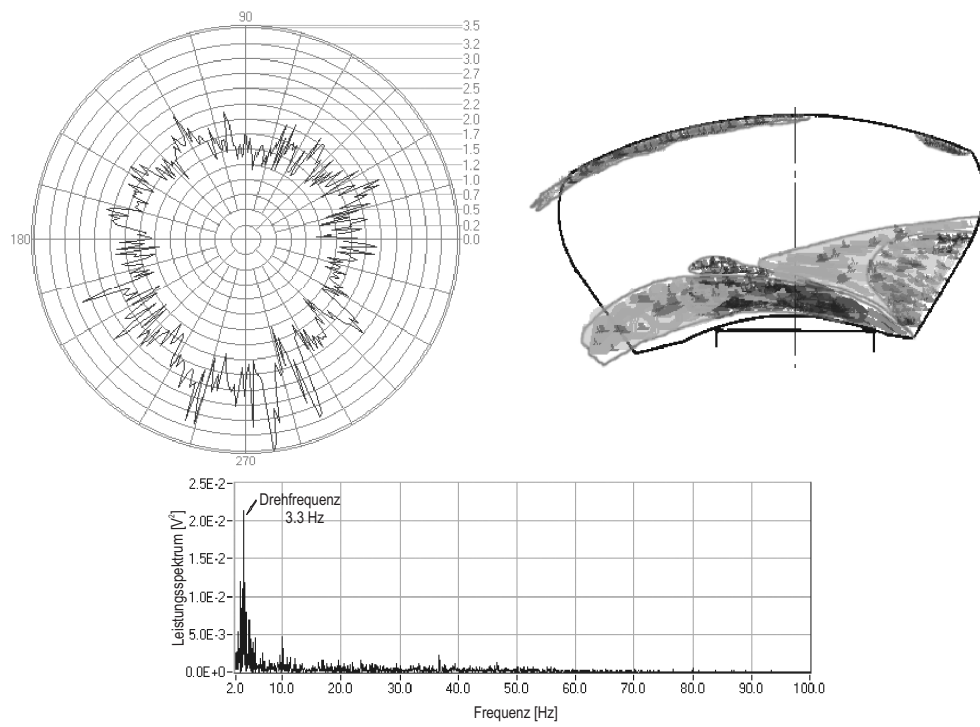 90
3.5
3.2
3.0
2.7
2.5
2.2
2.0
1.7
1.5
1.2
1.0
0.7
0.5
0.2
180
0.0
270
2.5E-2
2.0E-2
1.0E-2
5.0E-3
0.0E+0
Leistungsspektrum [V²]
Drehfrequenz
3.3 Hz
2.0 10.0 20.0 30.0 40.0 50.0 60.0 70.0 80.0 90.0 100.0
Frequenz [Hz]